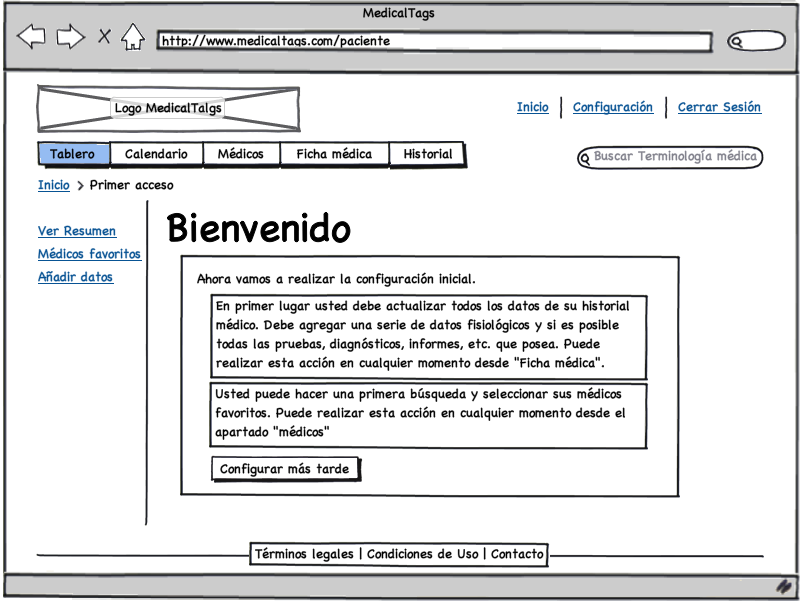 MedicalTags
http://www.medicaltags.com/paciente
Logo MedicalTalgs
Inicio | Configuración | Cerrar Sesión
Tablero Calendario Médicos Ficha médica Historial
Buscar Terminología médica
Inicio > Primer acceso
Ver Resumen
Médicos favoritos
Añadir datos
Bienvenido
Ahora vamos a realizar la configuración inicial.
En primer lugar usted debe actualizar todos los datos de su historial
médico. Debe agregar una serie de datos fisiológicos y si es posible
todas las pruebas, diagnósticos, informes, etc. que posea. Puede
realizar esta acción en cualquier momento desde "Ficha médica".
Usted puede hacer una primera búsqueda y seleccionar sus médicos
favoritos. Puede realizar esta acción en cualquier momento desde el
apartado "médicos"
Configurar más tarde
Términos legales | Condiciones de Uso | Contacto